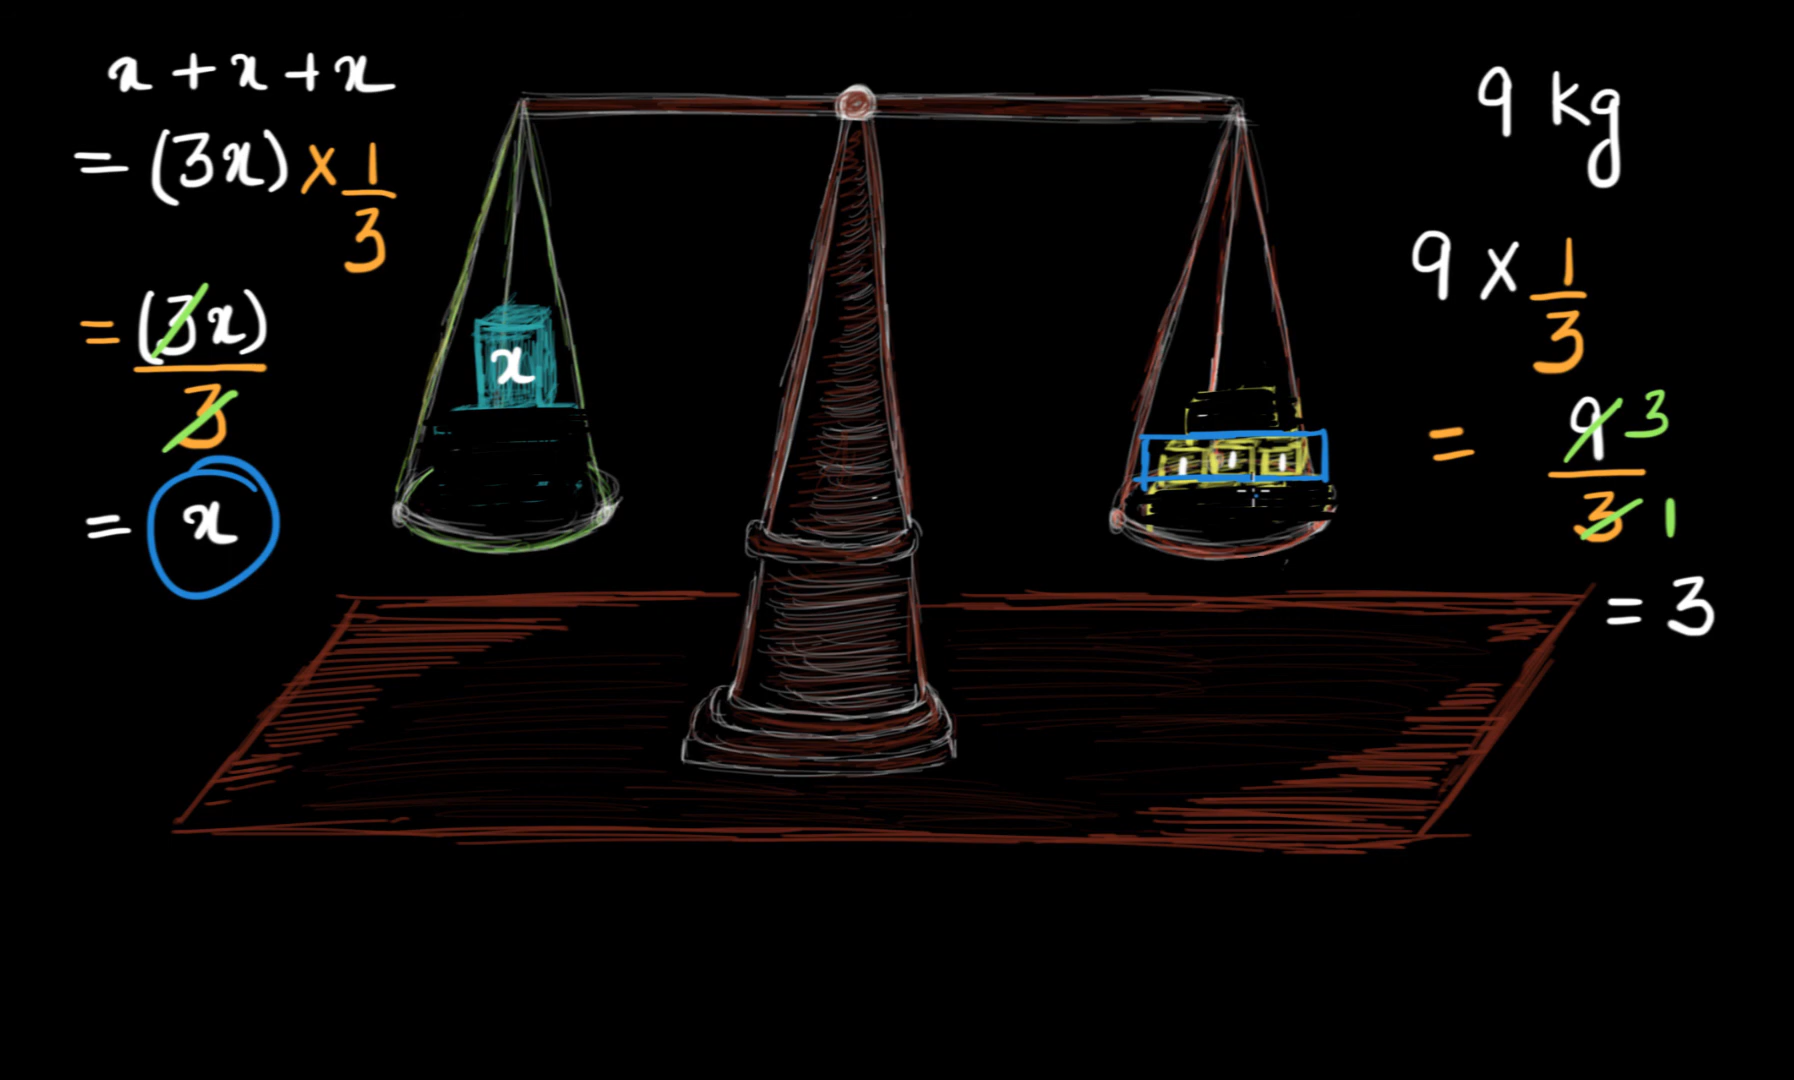 x + x + x
= (3x) × 1/3
= (3x)/3
= x
x
1 1 1
9 kg
9 × 1/3
= 9/3 3 1
= 3